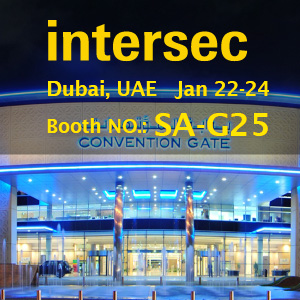 intersec
Dubai, UAE Jan 22-24
Booth NO.: SA-G25
CONVENTION GATE